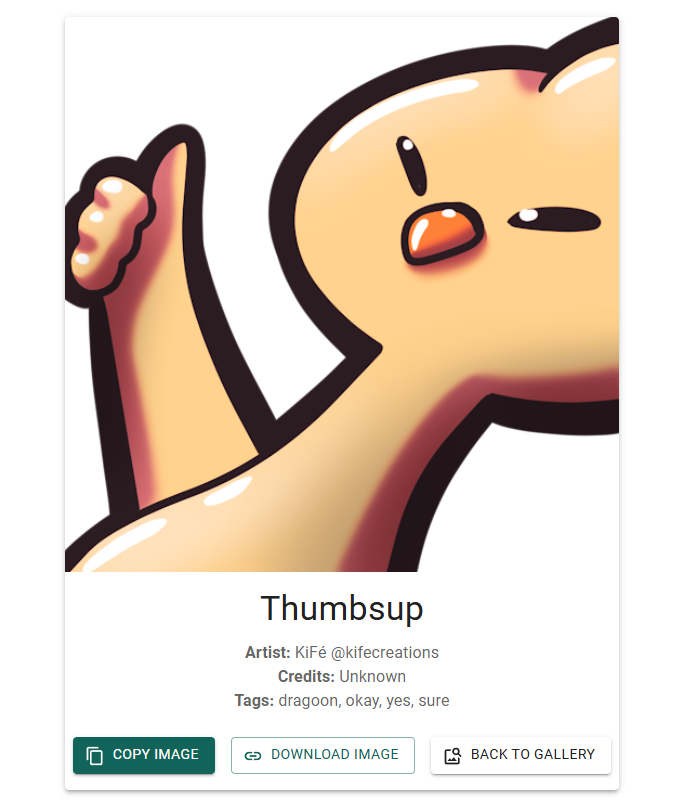 Thumbsup
Artist: KiFé @kifecreations
Credits: Unknown
Tags: dragoon, okay, yes, sure
COPY IMAGE
DOWNLOAD IMAGE
BACK TO GALLERY